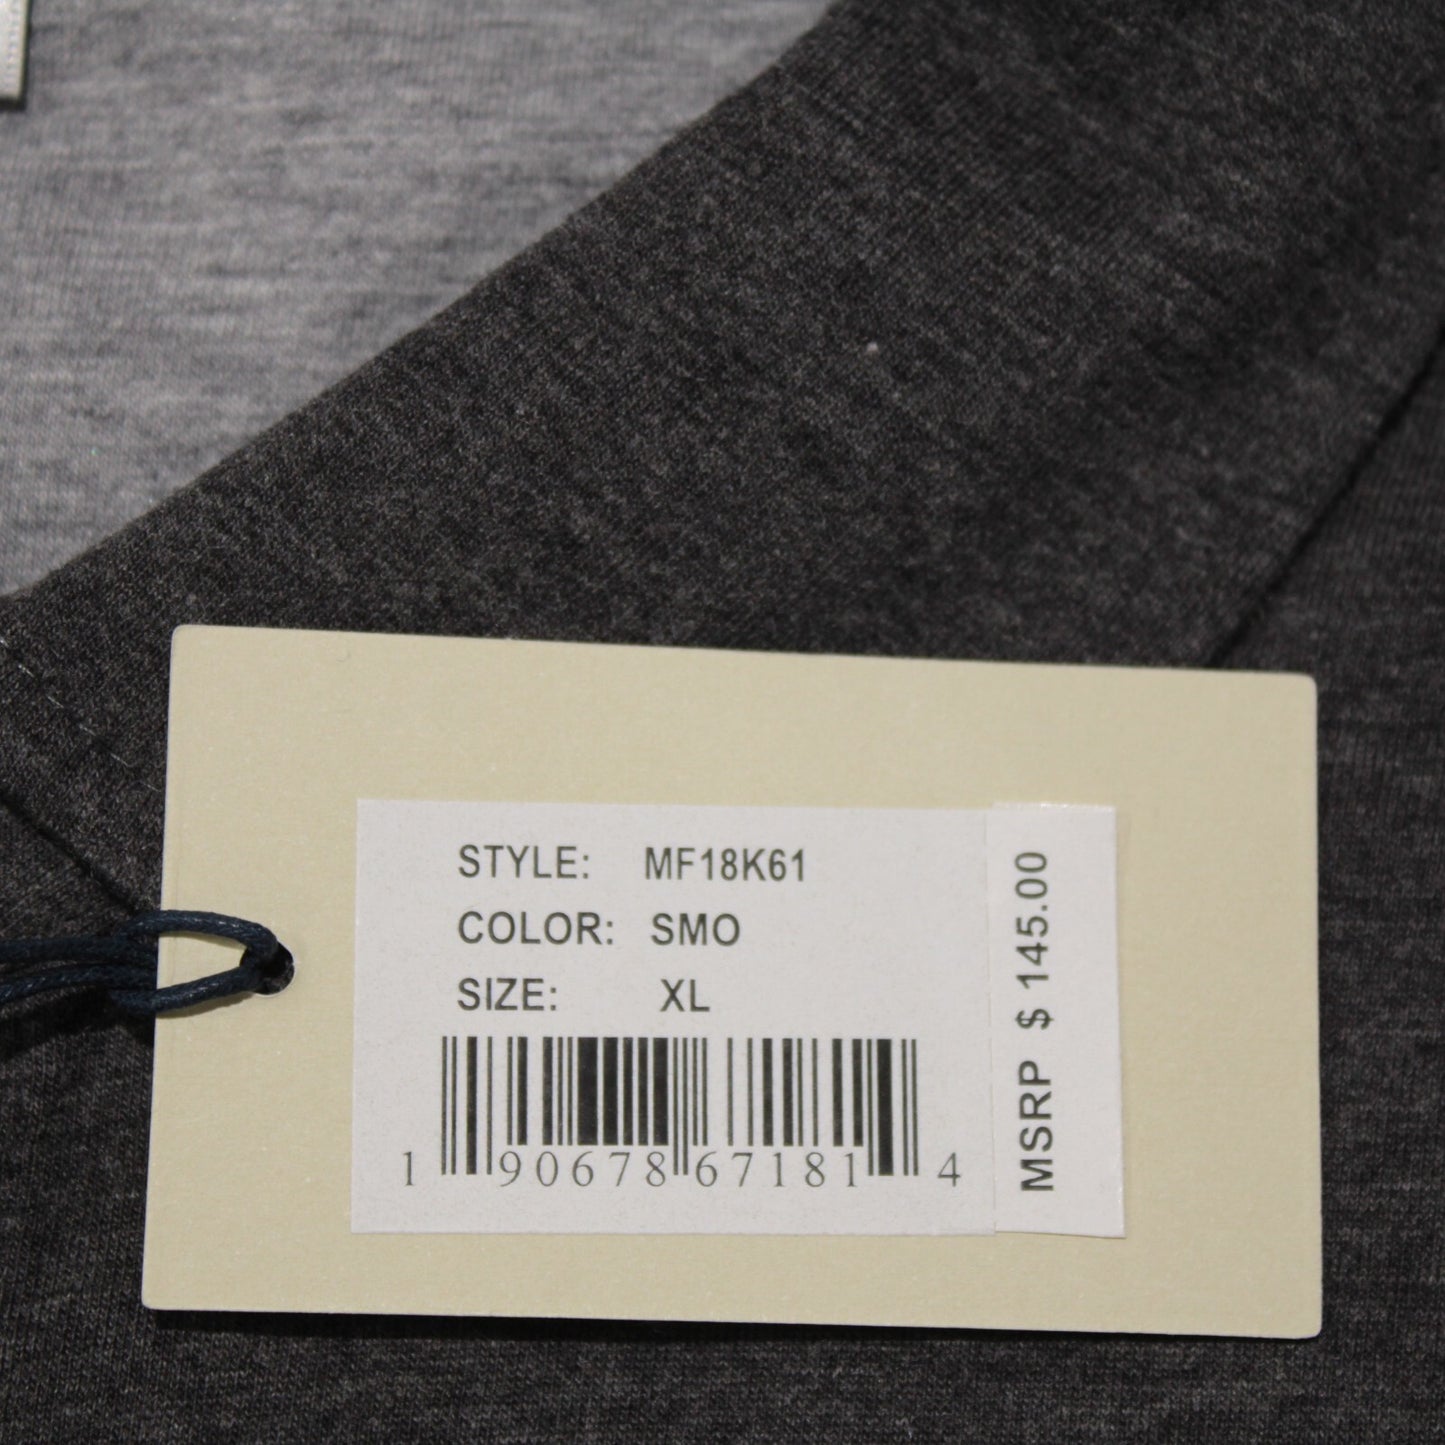 STYLE: MF18K61
COLOR: SMO
SIZE: XL
1 90678 67181 4
MSRP $ 145.00